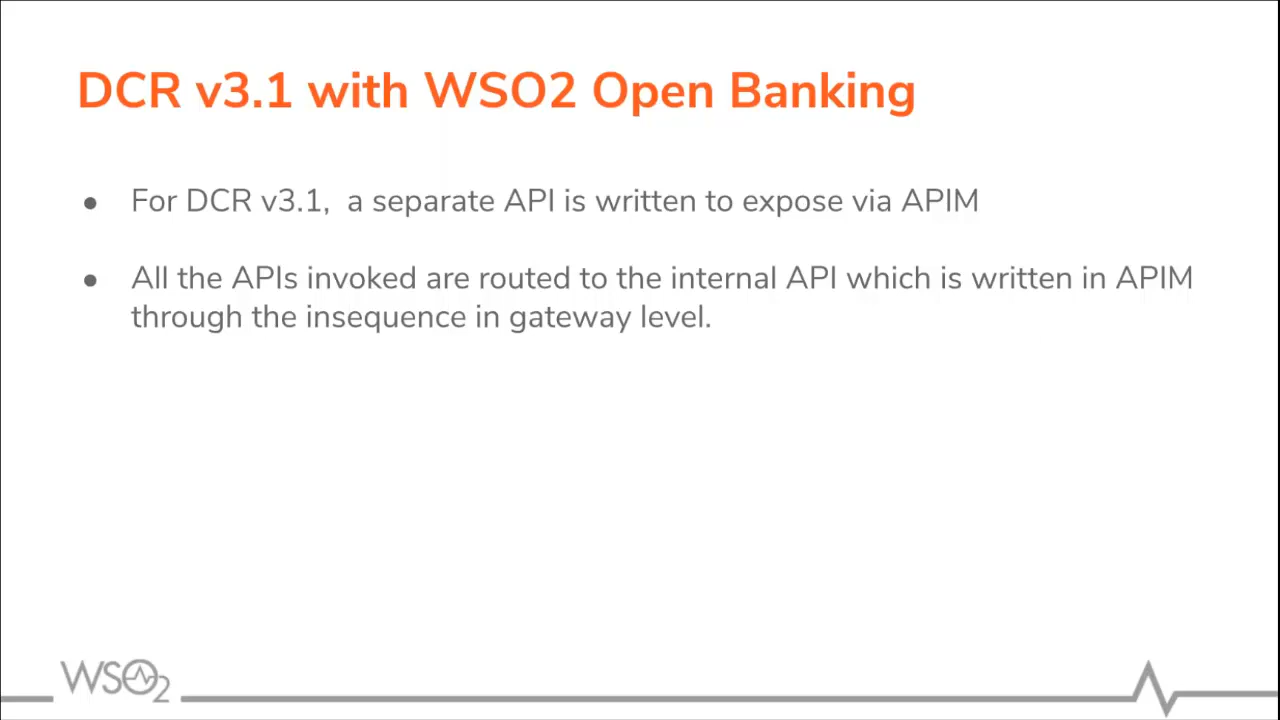 DCR v3.1 with WSO2 Open Banking
● For DCR v3.1,  a separate API is written to expose via APIM
● All the APIs invoked are routed to the internal API which is written in APIM
through the insequence in gateway level.
WSO2